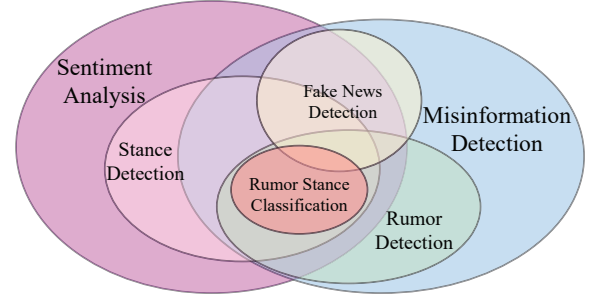 Sentiment
Analysis
Fake News
Detection
Misinformation
Detection
Stance
Detection
Rumor Stance
Classification
Rumor
Detection